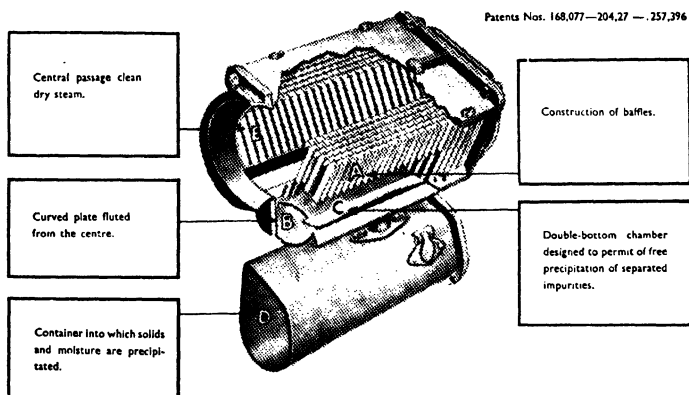 Patents Nos. 168,077—204,27 —.257,396
Central passage clean
dry steam.
Construction of baffles.
Curved plate fluted
from the centre.
Double-bottom chamber
designed to permit of free
precipitation of separated
impurities.
Container into which solids
and moisture are precipi-
tated.
E
A
B
C
D